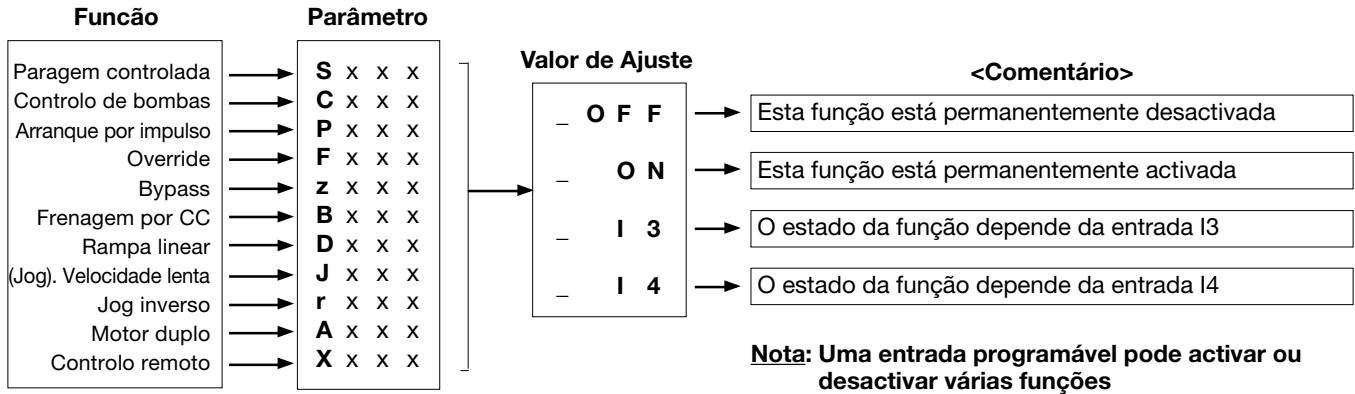 Funcão
Parâmetro
Paragem controlada S x x x
Controlo de bombas C x x x
Arranque por impulso P x x x
Override F x x x
Bypass z x x x
Frenagem por CC B x x x
Rampa linear D x x x
(Jog). Velocidade lenta J x x x
Jog inverso r x x x
Motor duplo A x x x
Controlo remoto X x x x
Valor de Ajuste
<Comentário>
_ O F F Esta função está permanentemente desactivada
_ O N Esta função está permanentemente activada
_ I 3 O estado da função depende da entrada I3
_ I 4 O estado da função depende da entrada I4
Nota: Uma entrada programável pode activar ou
desactivar várias funções